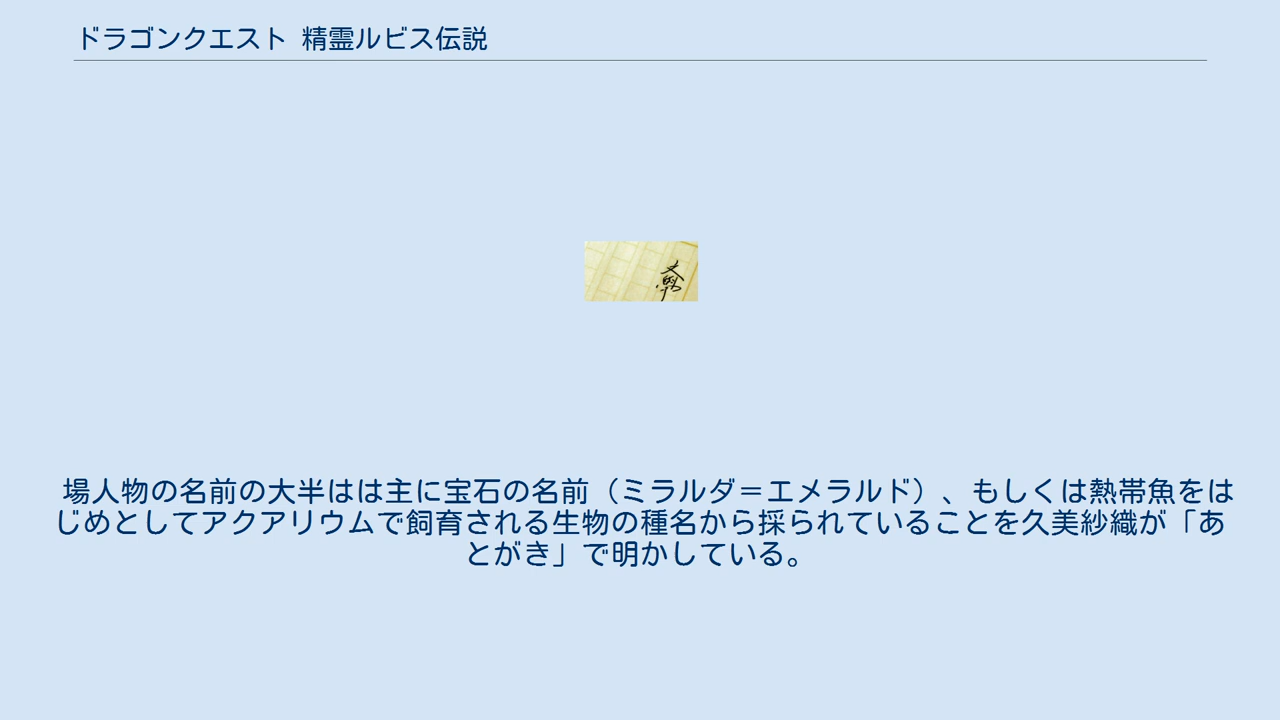 ドラゴンクエスト 精霊ルビス伝説
場人物の名前の大半はは主に宝石の名前（ミラルダ＝エメラルド）、もしくは熱帯魚をは
じめとしてアクアリウムで飼育される生物の種名から採られていることを久美紗織が「あ
とがき」で明かしている。